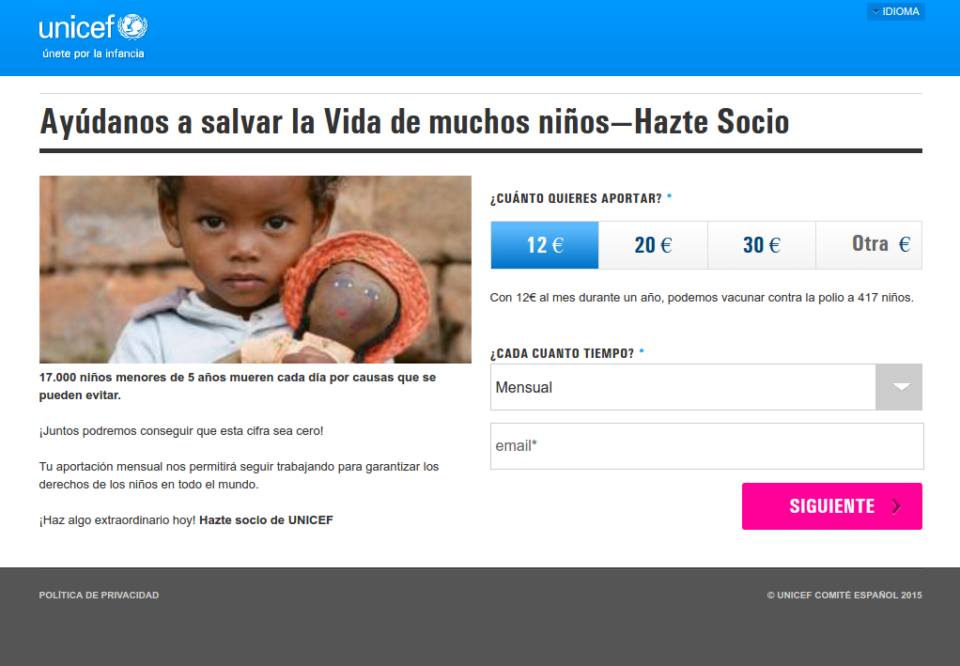 unicef
únete por la infancia
IDIOMA
Ayúdanos a salvar la Vida de muchos niños—Hazte Socio
17.000 niños menores de 5 años mueren cada día por causas que se
pueden evitar.
¡Juntos podremos conseguir que esta cifra sea cero!
Tu aportación mensual nos permitirá seguir trabajando para garantizar los
derechos de los niños en todo el mundo.
¡Haz algo extraordinario hoy! Hazte socio de UNICEF
¿CUÁNTO QUIERES APORTAR? *
12 € 20 € 30 € Otra €
Con 12€ al mes durante un año, podemos vacunar contra la polio a 417 niños.
¿CADA CUANTO TIEMPO? *
Mensual
email*
SIGUIENTE
POLÍTICA DE PRIVACIDAD
© UNICEF COMITÉ ESPAÑOL 2015